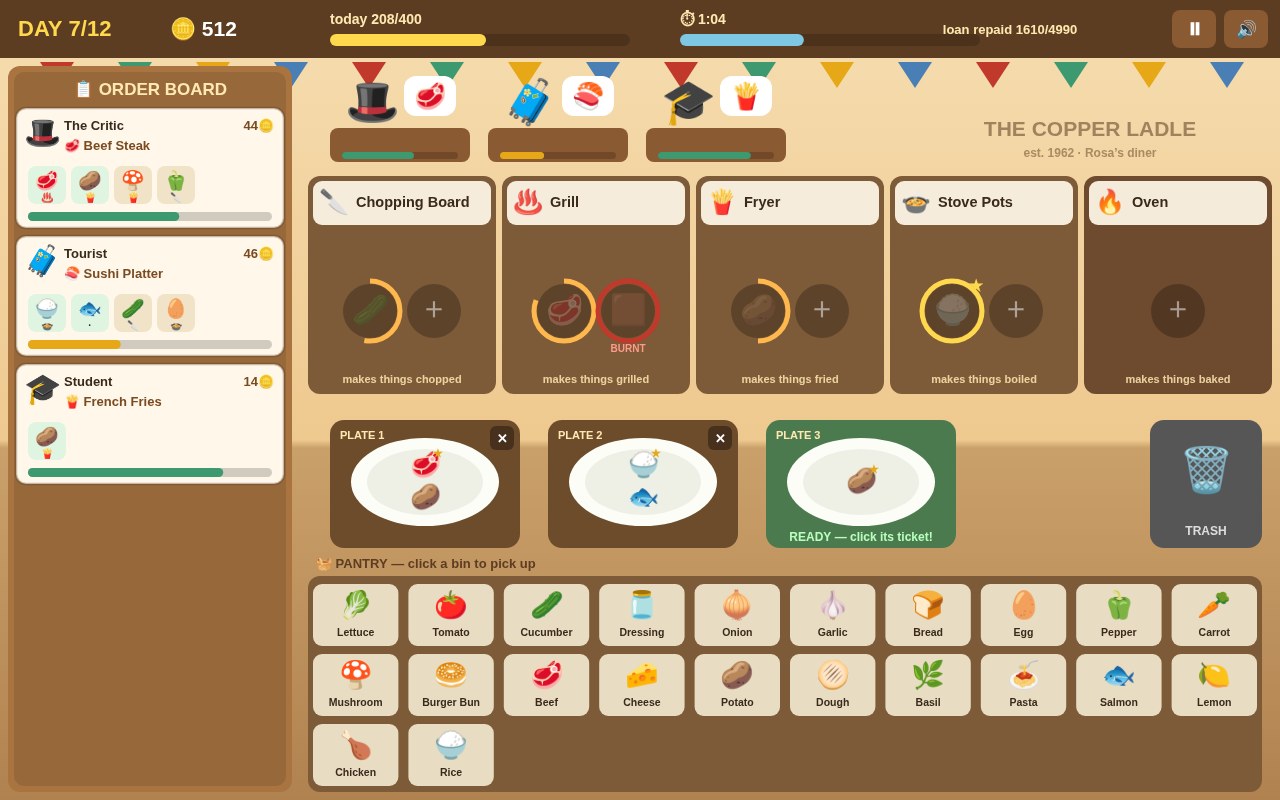 DAY 7/12
512
today 208/400
1:04
loan repaid 1610/4990
ORDER BOARD
The Critic
44
Beef Steak
Tourist
46
Sushi Platter
Student
14
French Fries
THE COPPER LADLE
est. 1962 · Rosa's diner
Chopping Board
Grill
Fryer
Stove Pots
Oven
BURNT
makes things chopped
makes things grilled
makes things fried
makes things boiled
makes things baked
PLATE 1
PLATE 2
PLATE 3
READY — click its ticket!
TRASH
PANTRY — click a bin to pick up
Lettuce
Tomato
Cucumber
Dressing
Onion
Garlic
Bread
Egg
Pepper
Carrot
Mushroom
Burger Bun
Beef
Cheese
Potato
Dough
Basil
Pasta
Salmon
Lemon
Chicken
Rice